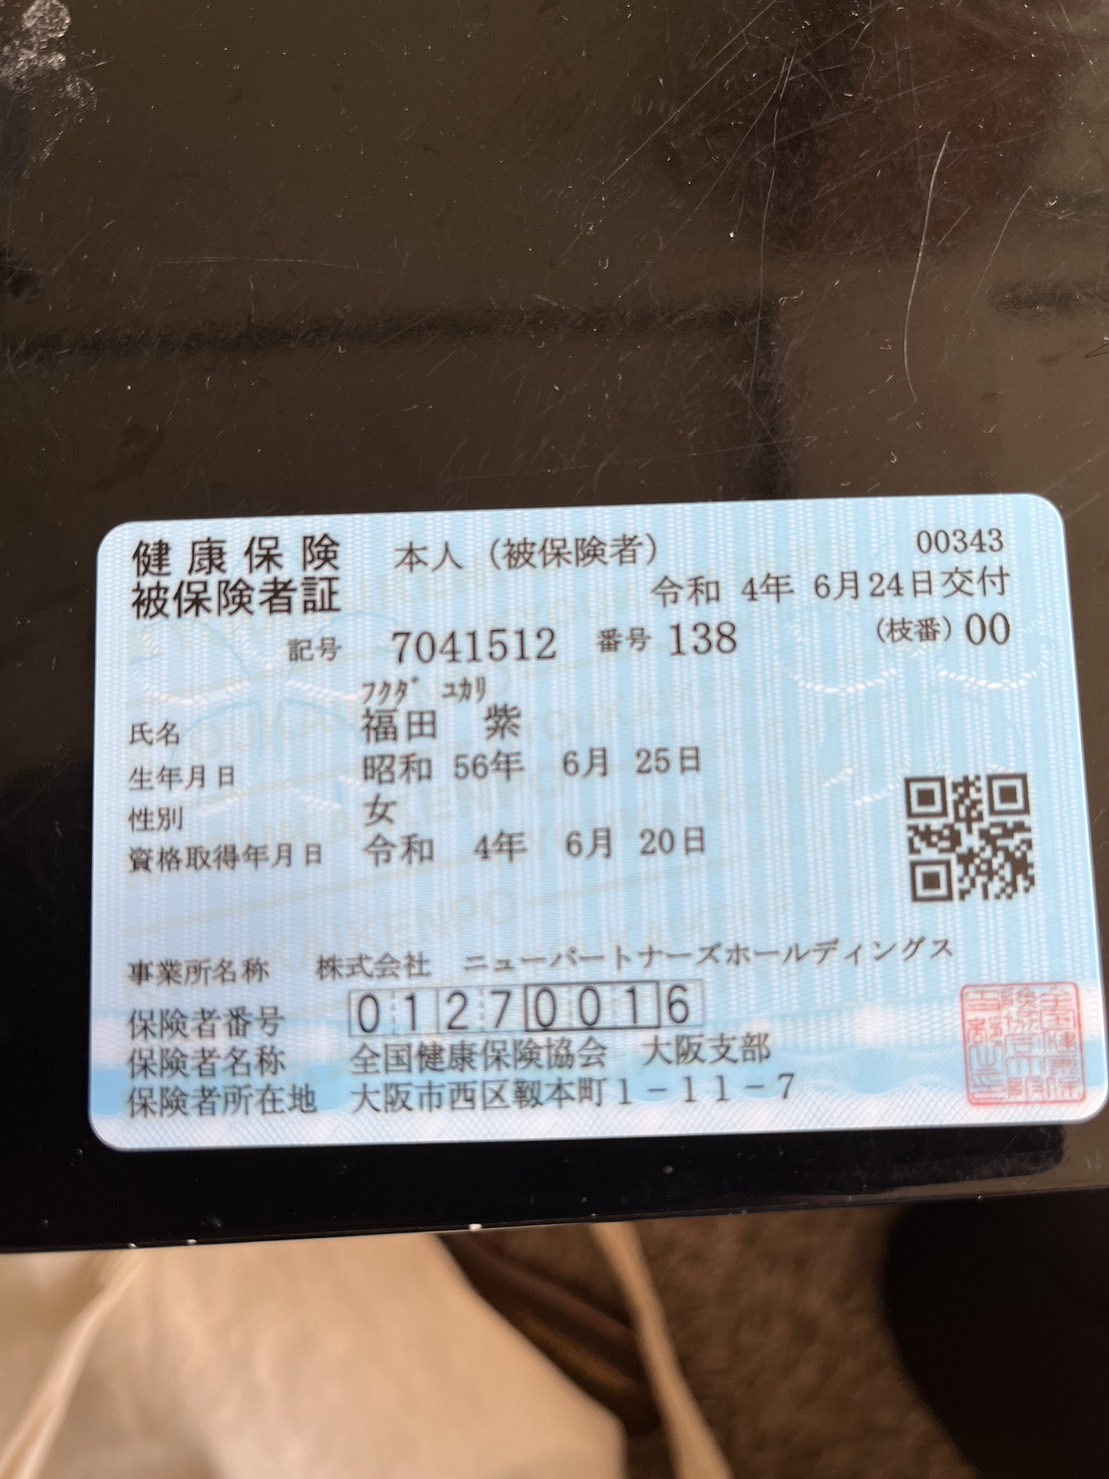 健康保険 本人（被保険者） 00343
被保険者証 令和 4年 6月24日交付
記号 7041512 番号 138 （枝番）00
ﾌｸﾀﾞ ﾕｶﾘ
氏名 福田 紫
生年月日 昭和 56年 6月 25日
性別 女
資格取得年月日 令和 4年 6月 20日
事業所名称 株式会社 ニューパートナーズホールディングス
保険者番号 01270016
保険者名称 全国健康保険協会 大阪支部
保険者所在地 大阪市西区靱本町1－11－7